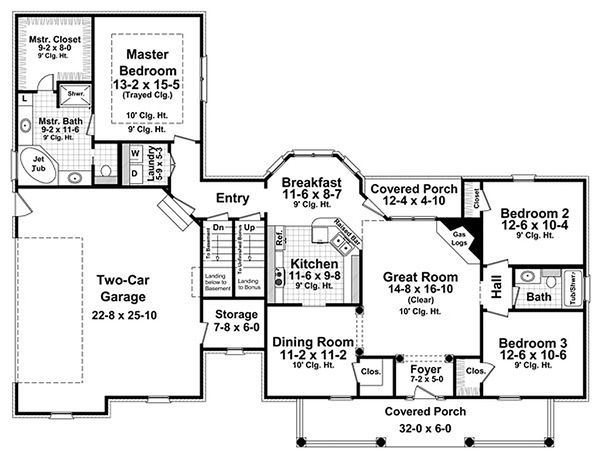 Mstr. Closet
9-2 x 8-0
9' Clg. Ht.
Master
Bedroom
13-2 x 15-5
(Trayed Clg.)
10' Clg. Ht.
9' Clg. Ht.
L
Shwr.
Mstr. Bath
9-2 x 11-6
9' Clg. Ht.
Jet
Tub
W
D
Laundry
5-9 x 5-3
Entry
Breakfast
11-6 x 8-7
9' Clg. Ht.
Covered Porch
12-4 x 4-10
Closet
Bedroom 2
12-6 x 10-4
9' Clg. Ht.
Dn
To Basement
Landing
below to
Basement
Up
To Unfinished Bonus
Landing
to Bonus
Ref.
Raised Bar
Kitchen
11-6 x 9-8
9' Clg. Ht.
Gas
Logs
Great Room
14-8 x 16-10
(Clear)
10' Clg. Ht.
Hall
Bath
Tub/Shwr
Two-Car
Garage
22-8 x 25-10
Storage
7-8 x 6-0
Dining Room
11-2 x 11-2
10' Clg. Ht.
Clos.
Foyer
7-2 x 5-0
Clos.
Bedroom 3
12-6 x 10-6
9' Clg. Ht.
Covered Porch
32-0 x 6-0